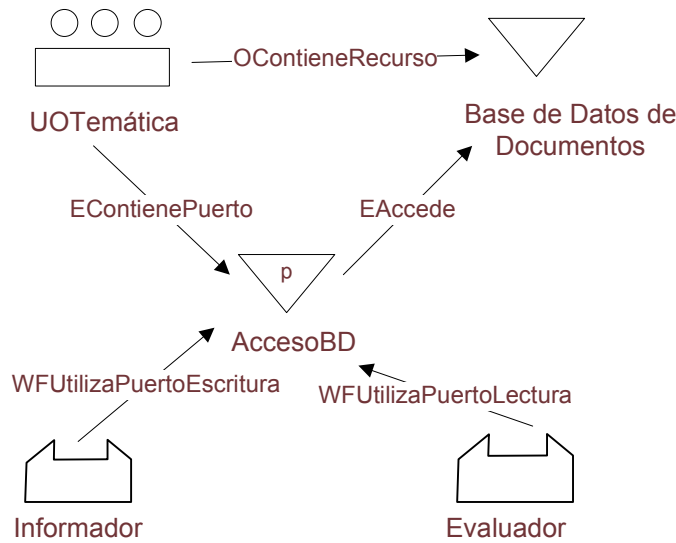 OContieneRecurso
UOTemática
Base de Datos de
Documentos
EContienePuerto
EAccede
p
AccesoBD
WFUtilizaPuertoEscritura
WFUtilizaPuertoLectura
Informador
Evaluador